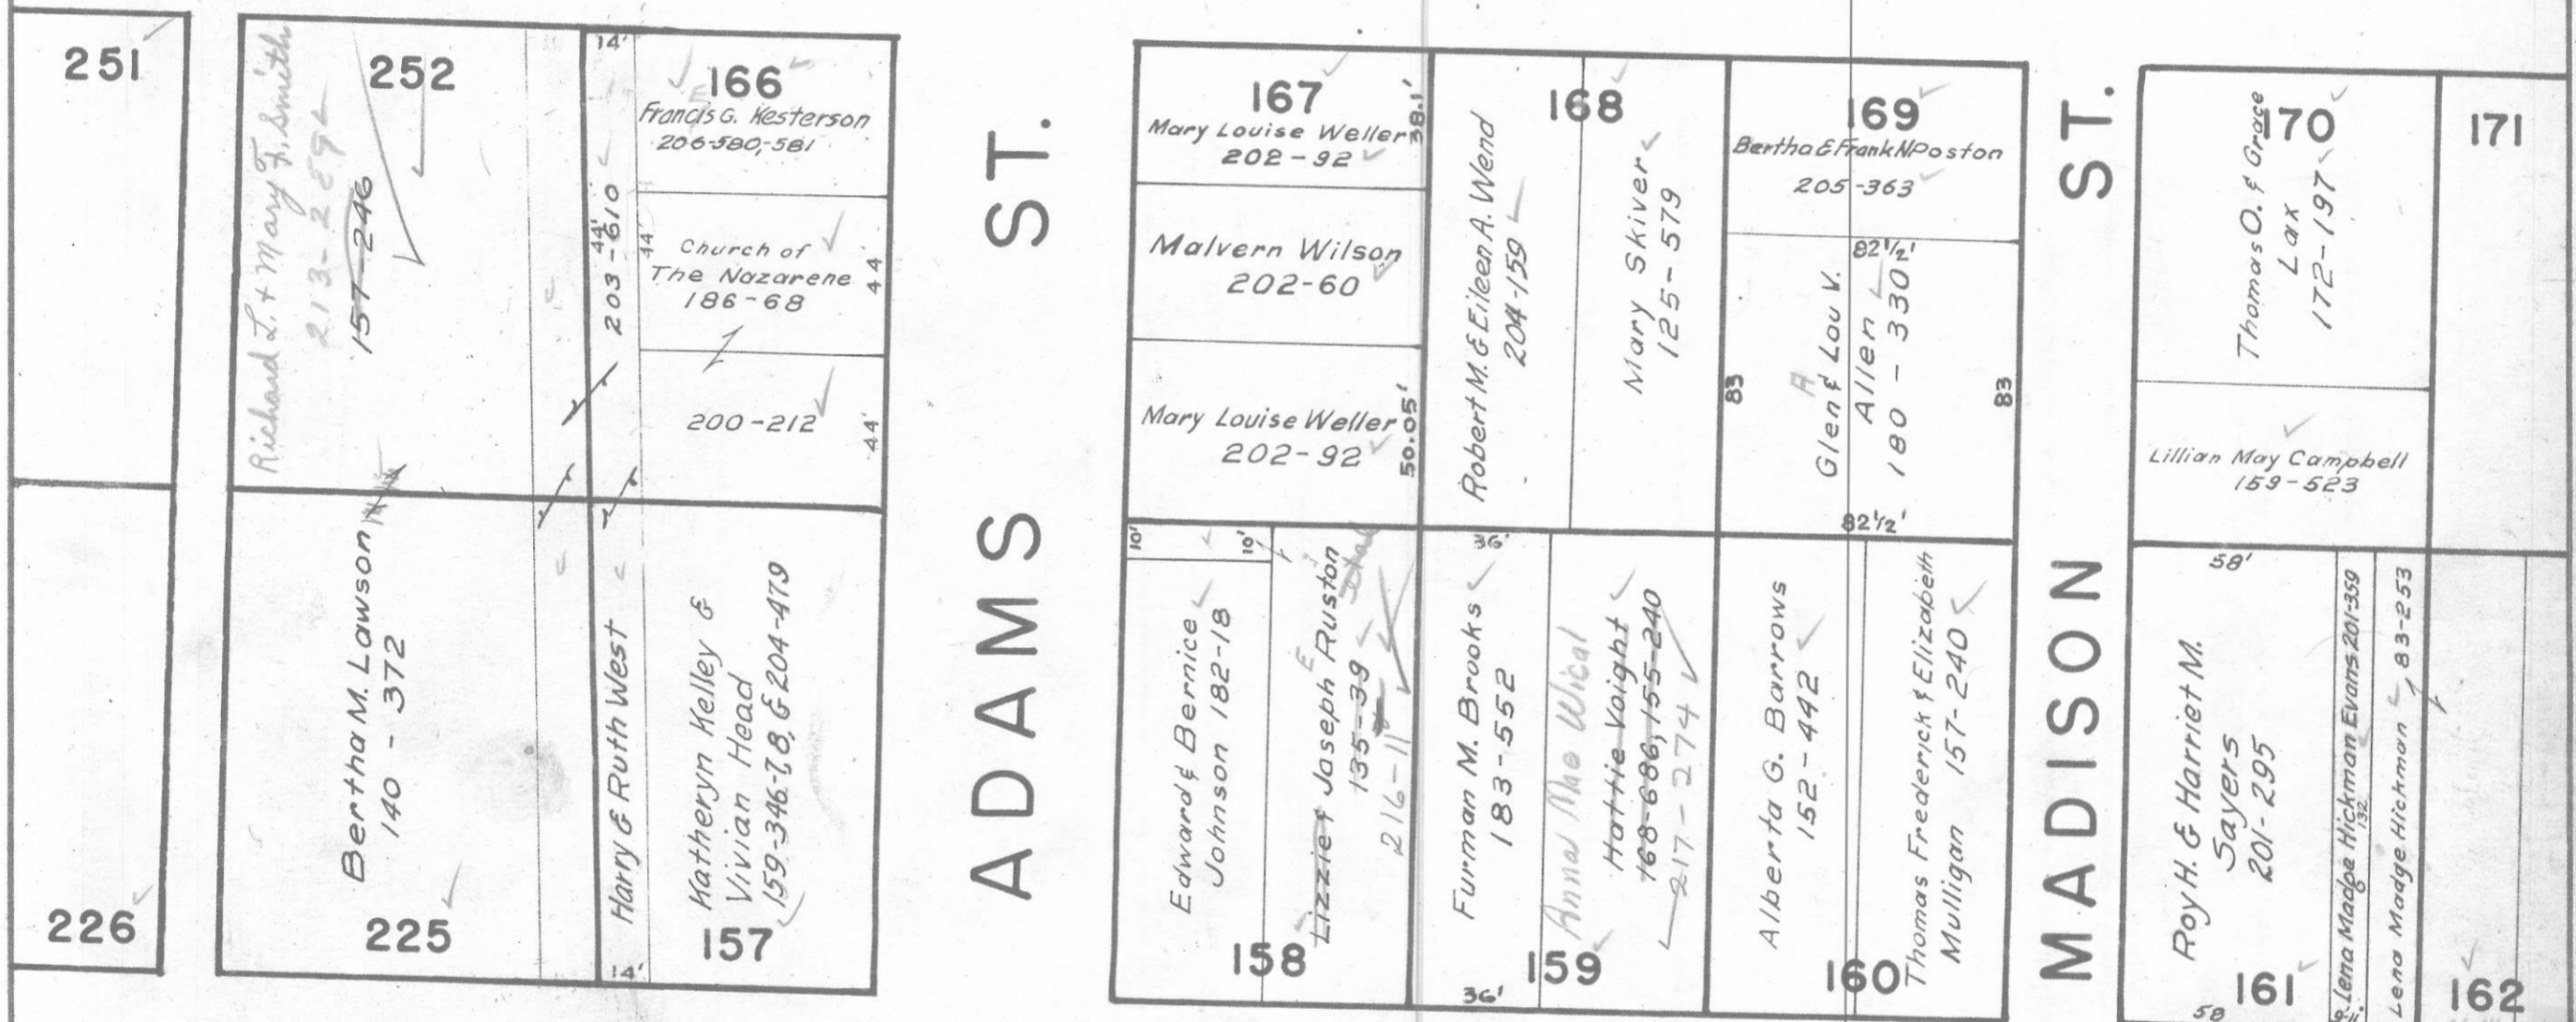 251
252
Richard L. & Mary F. Smith
157-246
14'
166
Francis G. Kesterson
206-580,-581
203-610
44'
44'
Church of
The Nazarene
186-68
44
200-212
44'
Bertha M. Lawson
140-372
226
225
Harry & Ruth West
14'
Katheryn Kelley &
Vivian Head
159-346-7,8, & 204-479
157
ADAMS ST.
167
38.1'
Mary Louise Weller
202-92
Malvern Wilson
202-60
Mary Louise Weller
202-92
50.05'
168
Robert M. & Eileen A. Wend
204-159
Mary Skiver
125-579
169
Bertha & Frank N Poston
205-363
82 1/2'
83
83
A
Glen & Lou V.
Allen
180-330
82 1/2'
10'
10'
Edward & Bernice
Johnson 182-18
E
Lizzie & Joseph Ruston
135-39
216-11
158
36'
Furman M. Brooks
183-552
Anna Mae Wical
Hattie Voight
168-686,155-240
217-274
36'
159
Alberta G. Barrows
152-442
Thomas Frederick & Elizabeth
Mulligan 157-240
160
MADISON ST.
170
Thomas O. & Grace
Lax
172-197
171
Lillian May Campbell
159-523
58'
Roy H. & Harriet M.
Sayers
201-295
58
161
Lena Madge Hickman Evans 201-359
132
Lena Madge Hickman 183-253
162